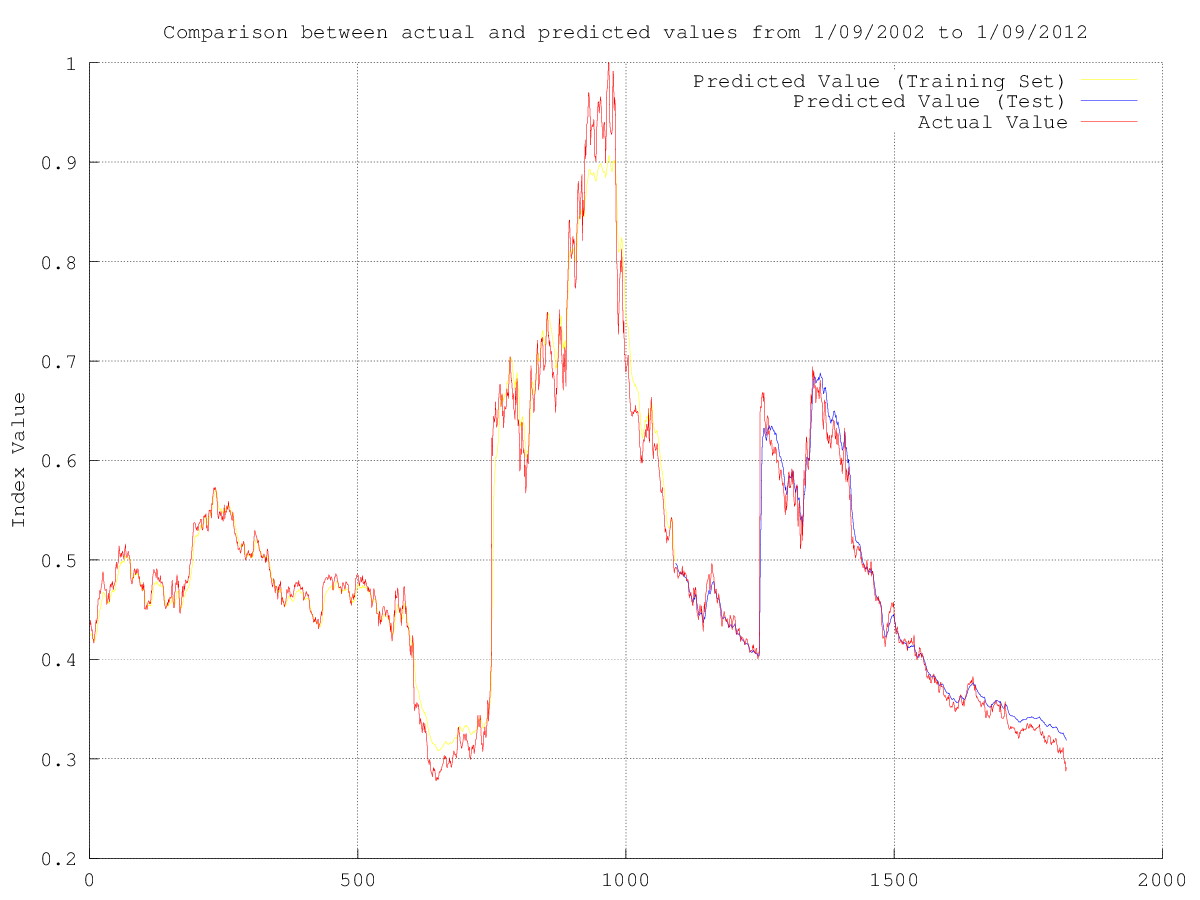 Comparison between actual and predicted values from 1/09/2002 to 1/09/2012
Predicted Value (Training Set)
Predicted Value (Test)
Actual Value
Index Value
1
0.9
0.8
0.7
0.6
0.5
0.4
0.3
0.2
0
500
1000
1500
2000